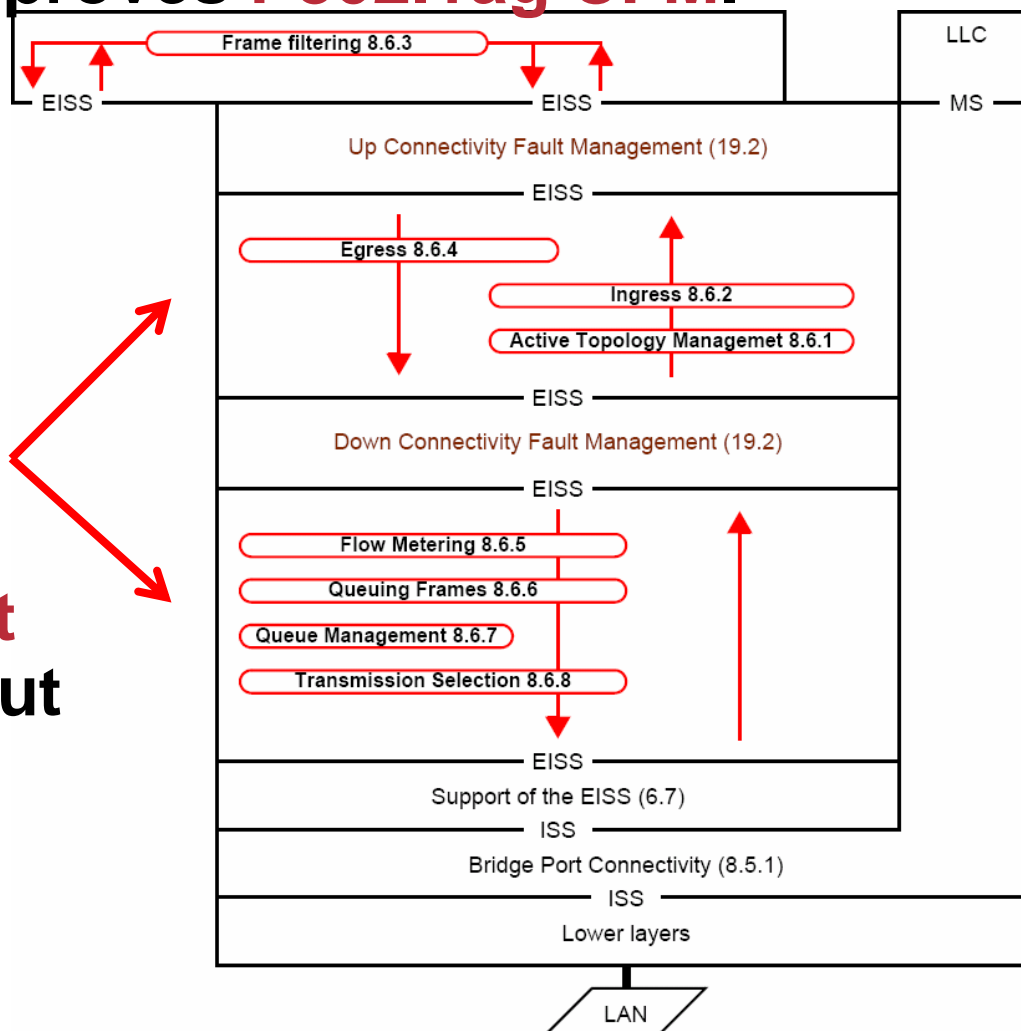 proves P802.1ag CFM.
Frame filtering 8.6.3
LLC
EISS
EISS
MS
Up Connectivity Fault Management (19.2)
EISS
Egress 8.6.4
Ingress 8.6.2
Active Topology Managemet 8.6.1
EISS
Down Connectivity Fault Management (19.2)
EISS
Flow Metering 8.6.5
Queuing Frames 8.6.6
t
Queue Management 8.6.7
ut
Transmission Selection 8.6.8
EISS
Support of the EISS (6.7)
ISS
Bridge Port Connectivity (8.5.1)
ISS
Lower layers
LAN